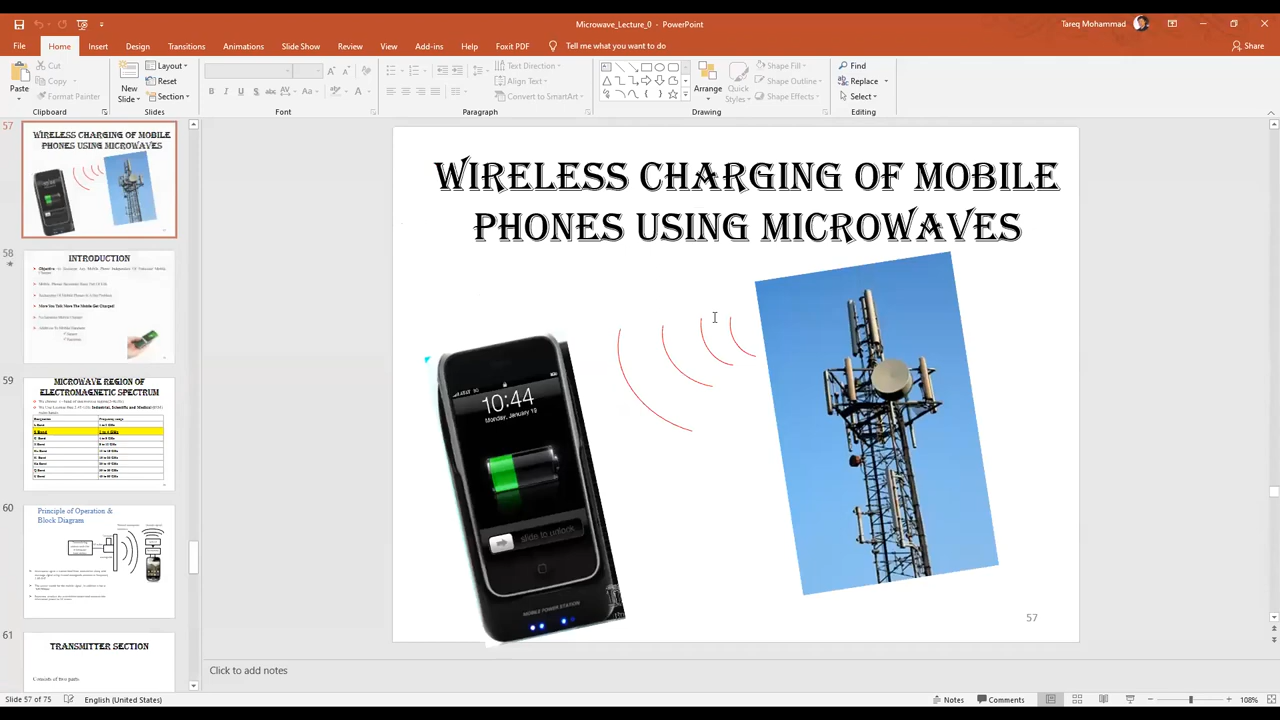 Microwave_Lecture_0 - PowerPoint
Tareq Mohammad
File Home Insert Design Transitions Animations Slide Show Review View Add-ins Help Foxit PDF Tell me what you want to do
Share
Paste
Cut
Copy
Format Painter
Clipboard
New
Slide
Layout
Reset
Section
Slides
Font
Text Direction
Align Text
Convert to SmartArt
Paragraph
Arrange
Quick
Styles
Shape Fill
Shape Outline
Shape Effects
Drawing
Find
Replace
Select
Editing
57
WIRELESS CHARGING OF MOBILE
PHONES USING MICROWAVES
58
INTRODUCTION
59
MICROWAVE REGION OF
ELECTROMAGNETIC SPECTRUM
60
Principle of Operation &
Block Diagram
61
TRANSMITTER SECTION
Consists of two parts
WIRELESS CHARGING OF MOBILE
PHONES USING MICROWAVES
10:44
Monday, January 19
slide to unlock
MOBILE POWER STATION
57
Click to add notes
Slide 57 of 75 English (United States)
Notes Comments
108%